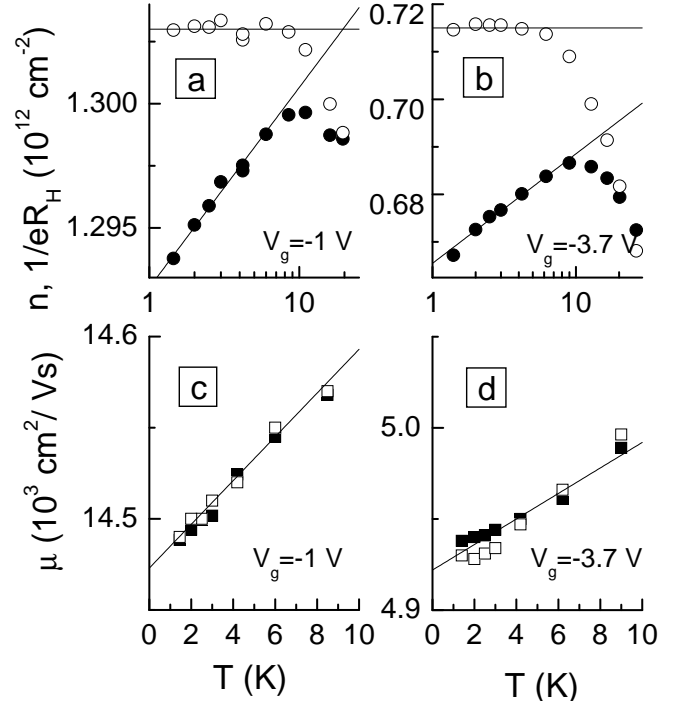 n, 1/eR_H (10^12 cm^-2)
1.300
1.295
a
V_g=-1 V
1
10
0.72
0.70
0.68
b
V_g=-3.7 V
1
10
μ (10^3 cm^2/ Vs)
14.6
14.5
c
V_g=-1 V
0 2 4 6 8 10
T (K)
5.0
4.9
d
V_g=-3.7 V
0 2 4 6 8 10
T (K)